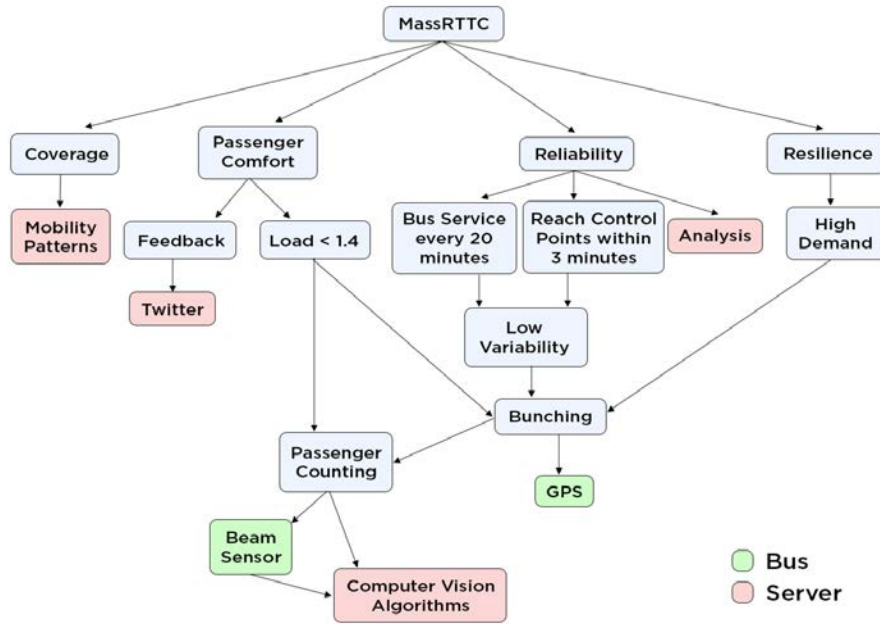 MassRTTC
Coverage
Passenger
Comfort
Reliability
Resilience
Mobility
Patterns
Feedback
Load < 1.4
Bus Service
every 20
minutes
Reach Control
Points within
3 minutes
Analysis
High
Demand
Twitter
Low
Variability
Bunching
Passenger
Counting
GPS
Beam
Sensor
Computer Vision
Algorithms
Bus
Server